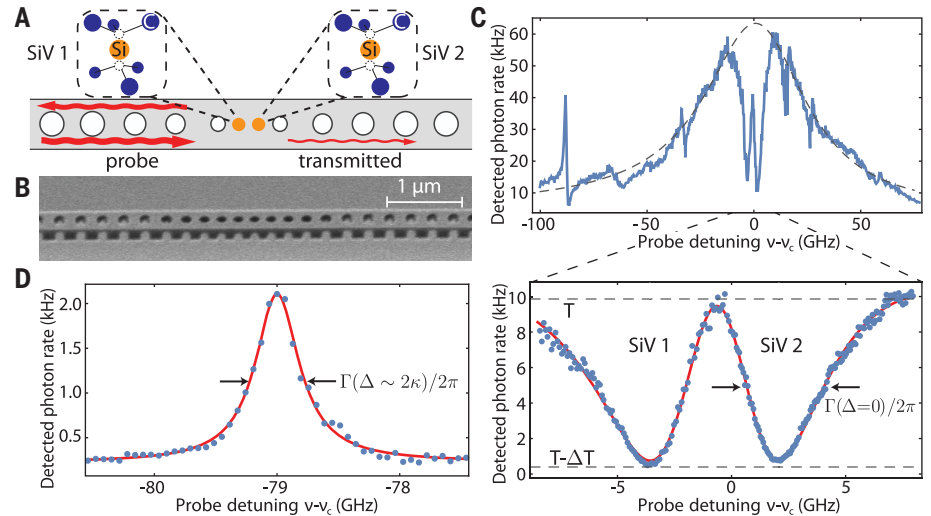 A
SiV 1
Si
Si
SiV 2
probe
transmitted
B
1 μm
C
Detected photon rate (kHz)
60
50
40
30
20
10
-100
-50
0
50
Probe detuning ν-νc (GHz)
D
Detected photon rate (kHz)
2.0
1.5
1.0
0.5
Γ(Δ ∼ 2κ)/2π
-80
-79
-78
Probe detuning ν-νc (GHz)
Detected photon rate (kHz)
10
8
6
4
2
0
T
SiV 1
SiV 2
Γ(Δ=0)/2π
T-ΔT
-5
0
5
Probe detuning ν-νc (GHz)